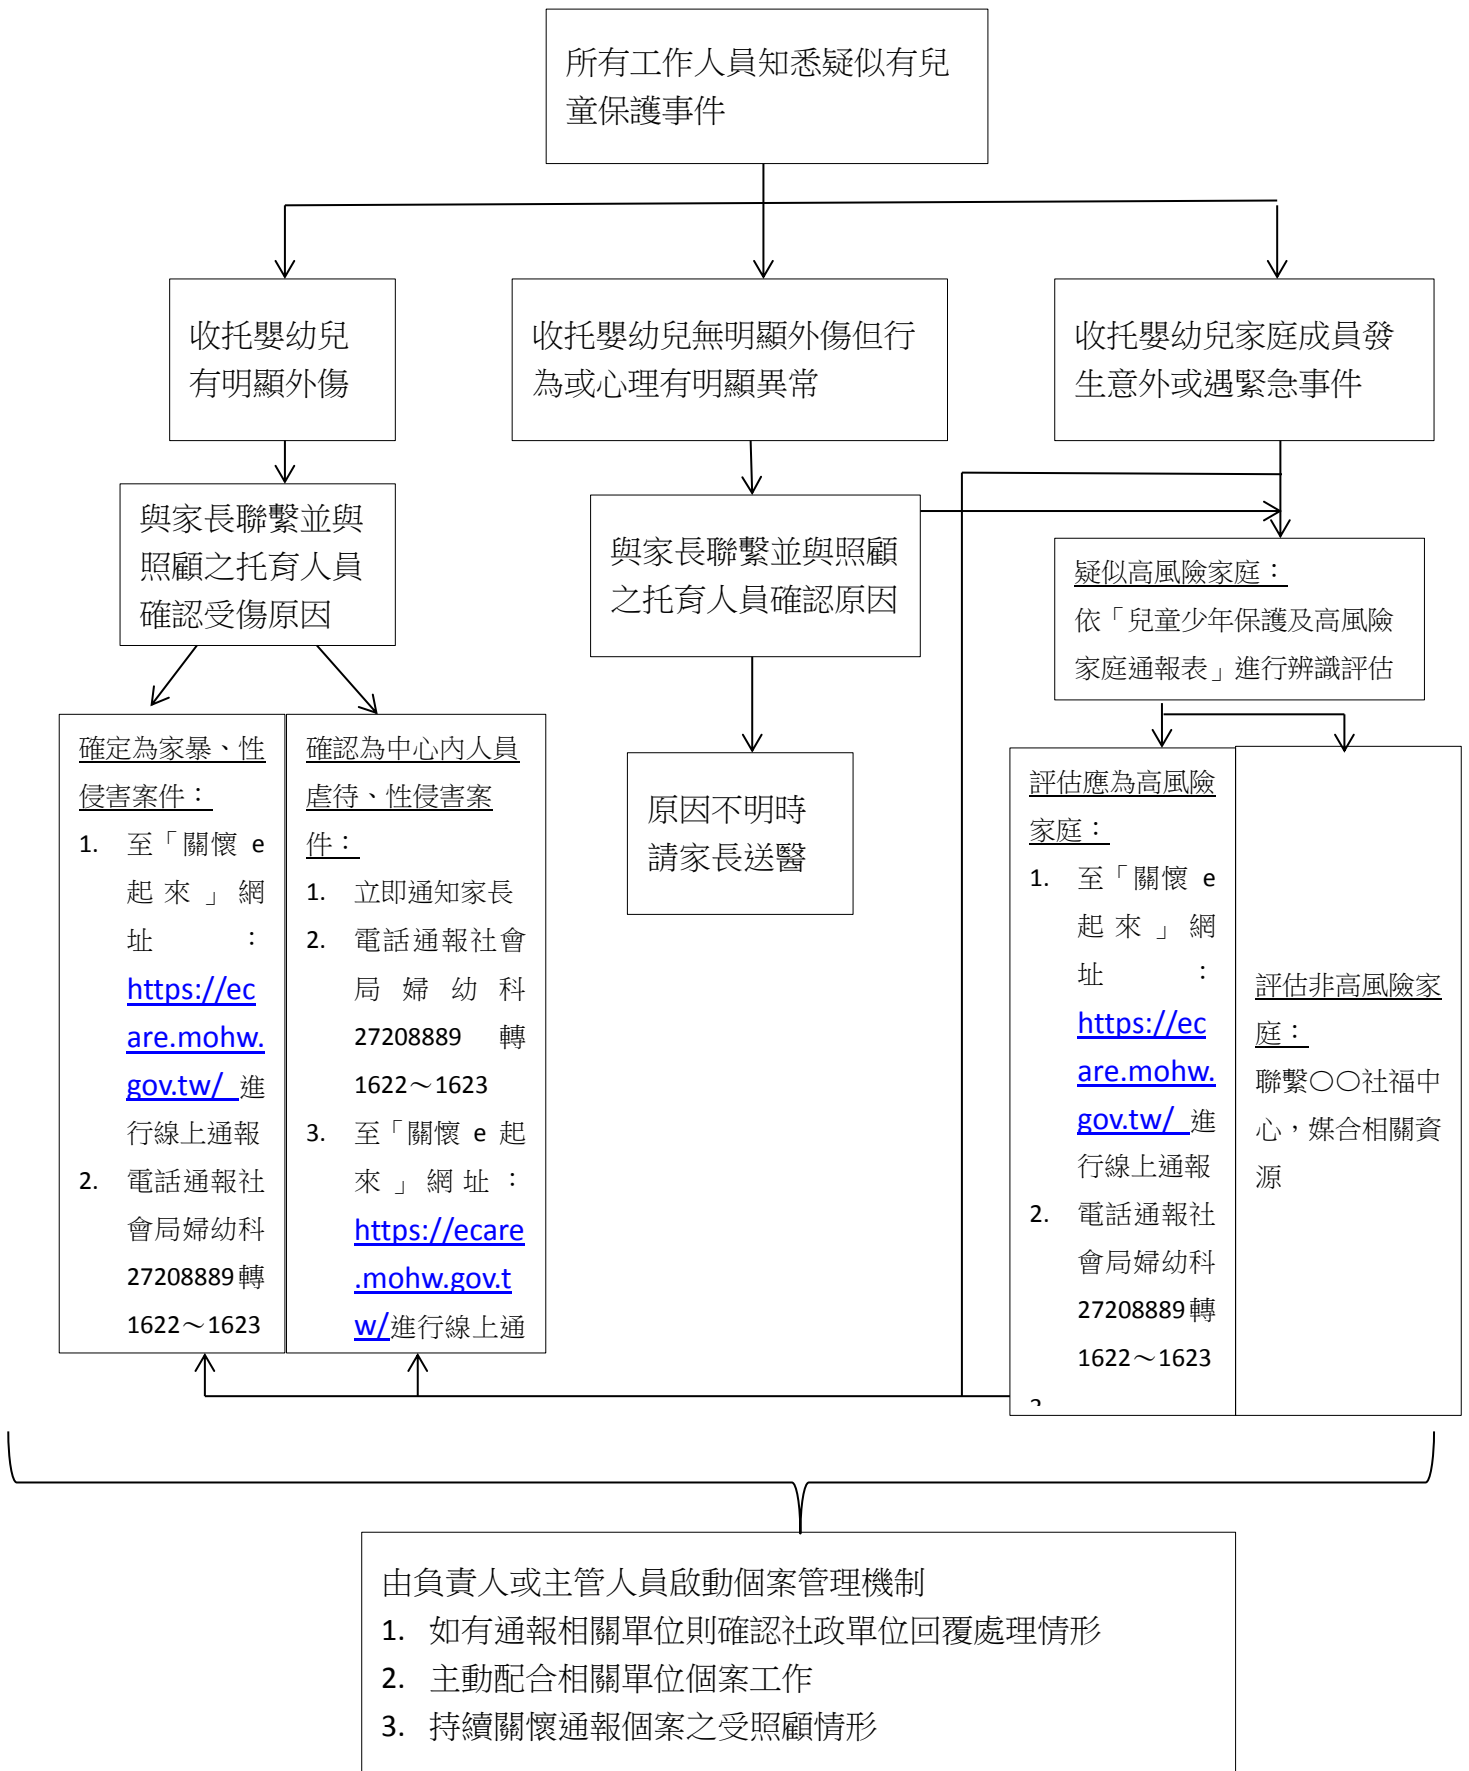 所有工作人員知悉疑似有兒
童保護事件
收托嬰幼兒
有明顯外傷
收托嬰幼兒無明顯外傷但行
為或心理有明顯異常
收托嬰幼兒家庭成員發
生意外或遇緊急事件
與家長聯繫並與
照顧之托育人員
確認受傷原因
與家長聯繫並與照顧
之托育人員確認原因
疑似高風險家庭：
依「兒童少年保護及高風險
家庭通報表」進行辨識評估
確定為家暴、性
侵害案件：
1. 至「關懷 e
起來」網
址：
https://ec
are.mohw.
gov.tw/ 進
行線上通報
2. 電話通報社
會局婦幼科
27208889 轉
1622～1623
確認為中心內人員
虐待、性侵害案
件：
1. 立即通知家長
2. 電話通報社會
局婦幼科
27208889 轉
1622～1623
3. 至「關懷 e 起
來」網址：
https://ecare
.mohw.gov.t
w/進行線上通
原因不明時
請家長送醫
評估應為高風險
家庭：
1. 至「關懷 e
起來」網
址：
https://ec
are.mohw.
gov.tw/ 進
行線上通報
2. 電話通報社
會局婦幼科
27208889 轉
1622～1623
評估非高風險家
庭：
聯繫○○社福中
心，媒合相關資
源
由負責人或主管人員啟動個案管理機制
1. 如有通報相關單位則確認社政單位回覆處理情形
2. 主動配合相關單位個案工作
3. 持續關懷通報個案之受照顧情形